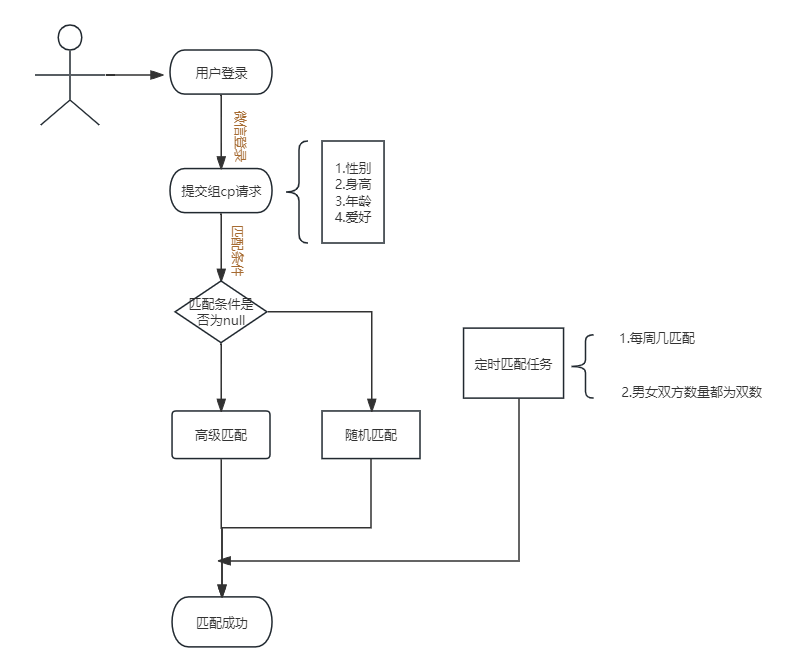 用户登录
微信登录
提交组cp请求
1.性别
2.身高
3.年龄
4.爱好
匹配条件
匹配条件是
否为null
定时匹配任务
1.每周几匹配
2.男女双方数量都为双数
高级匹配
随机匹配
匹配成功